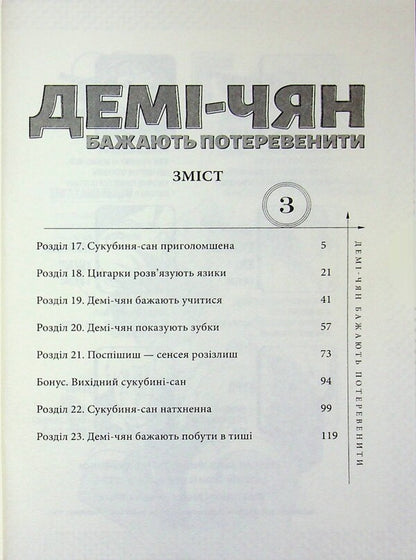 ДЕМІ-ЧЯН
БАЖАЮТЬ ПОТЕРЕВЕНИТИ
ЗМІСТ
3
Розділ 17. Сукубиня-сан приголомшена 5
Розділ 18. Цигарки розв'язують язики 21
Розділ 19. Демі-чян бажають учитися 41
Розділ 20. Демі-чян показують зубки 57
Розділ 21. Поспішиш — сенсея розізлиш 73
Бонус. Вихідний сукубині-сан 94
Розділ 22. Сукубиня-сан натхненна 99
Розділ 23. Демі-чян бажають побути в тиші 119
ДЕМІ-ЧЯН БАЖАЮТЬ ПОТЕРЕВЕНИТИ